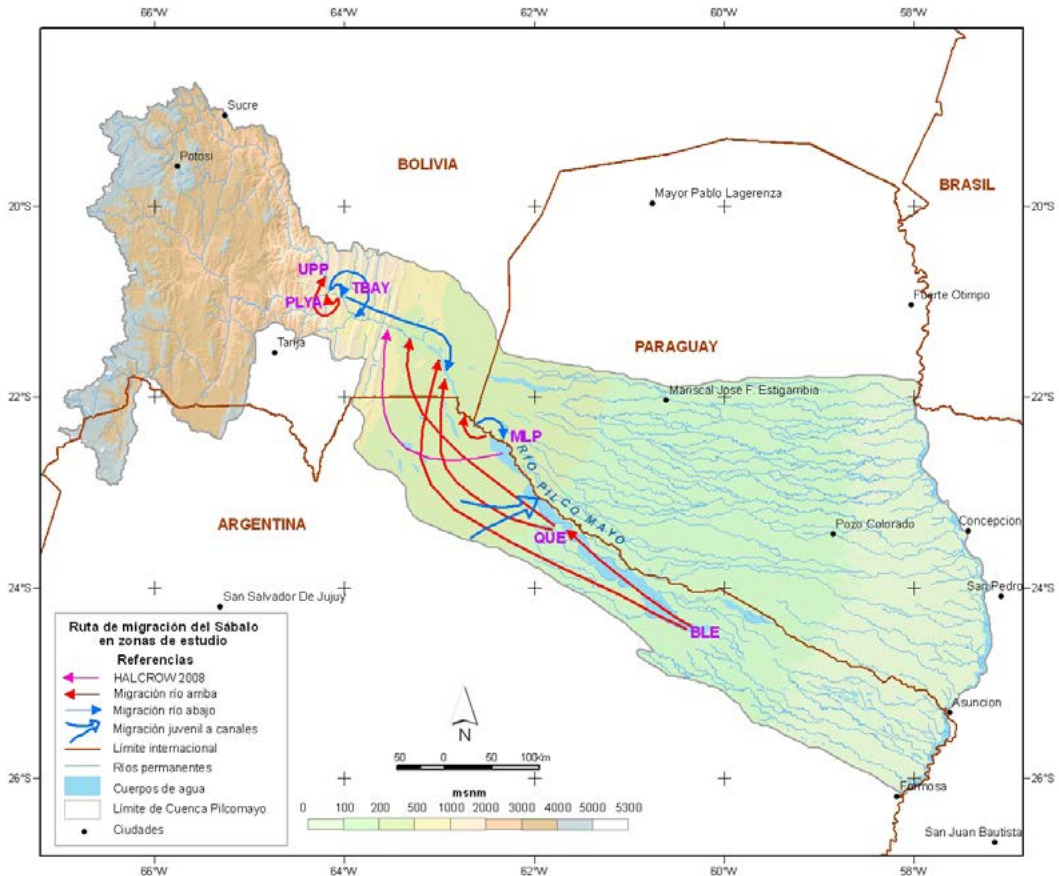 66°W 64°W 62°W 60°W 58°W
Sucre
Potosi
BOLIVIA
BRASIL
Mayor Pablo Lagerenza
20°S 20°S
UPP
TBAY
PLYA
Fuerte Olimpo
Tarija
PARAGUAY
22°S 22°S
Mariscal Jose F. Estigarribia
MLP
RÍO PILCOMAYO
ARGENTINA
QUE
Pozo Colorado
Concepcion
24°S 24°S
San Pedro
San Salvador De Jujuy
BLE
Ruta de migración del Sábalo
en zonas de estudio
Referencias
HALCROW 2008
Migración río arriba
Migración río abajo
Migración juvenil a canales
Límite internacional
Ríos permanentes
Cuerpos de agua
Límite de Cuenca Pilcomayo
Ciudades
Asuncion
N
50 0 50 100Km
26°S 26°S
msnm
0 100 200 500 1000 2000 3000 4000 5000 5300
Formosa
San Juan Bautista
66°W 64°W 62°W 60°W 58°W